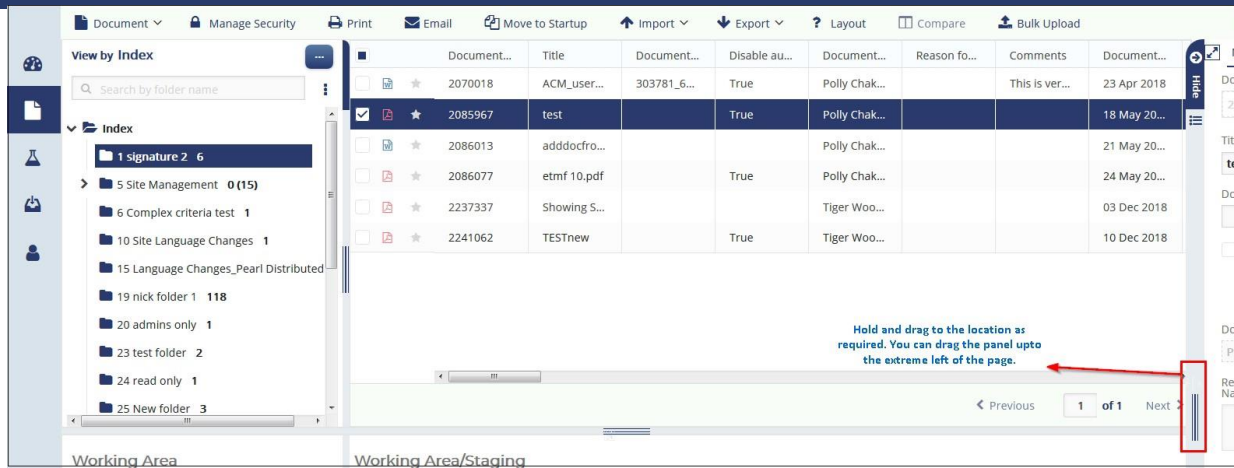 Document Manage Security Print Email Move to Startup Import Export ? Layout Compare Bulk Upload
View by Index ...
Search by folder name
Index
1 signature 2 6
5 Site Management 0 (15)
6 Complex criteria test 1
10 Site Language Changes 1
15 Language Changes_Pearl Distributed
19 nick folder 1 118
20 admins only 1
23 test folder 2
24 read only 1
25 New folder 3
Document... Title Document... Disable au... Document... Reason fo... Comments Document...
2070018 ACM_user... 303781_6... True Polly Chak... This is ver... 23 Apr 2018
2085967 test True Polly Chak... 18 May 20...
2086013 adddocfro... Polly Chak... 21 May 20...
2086077 etmf 10.pdf True Polly Chak... 24 May 20...
2237337 Showing S... Tiger Woo... 03 Dec 2018
2241062 TESTnew True Tiger Woo... 10 Dec 2018
Hold and drag to the location as
required. You can drag the panel upto
the extreme left of the page.
Previous 1 of 1 Next
Hide
Working Area
Working Area/Staging